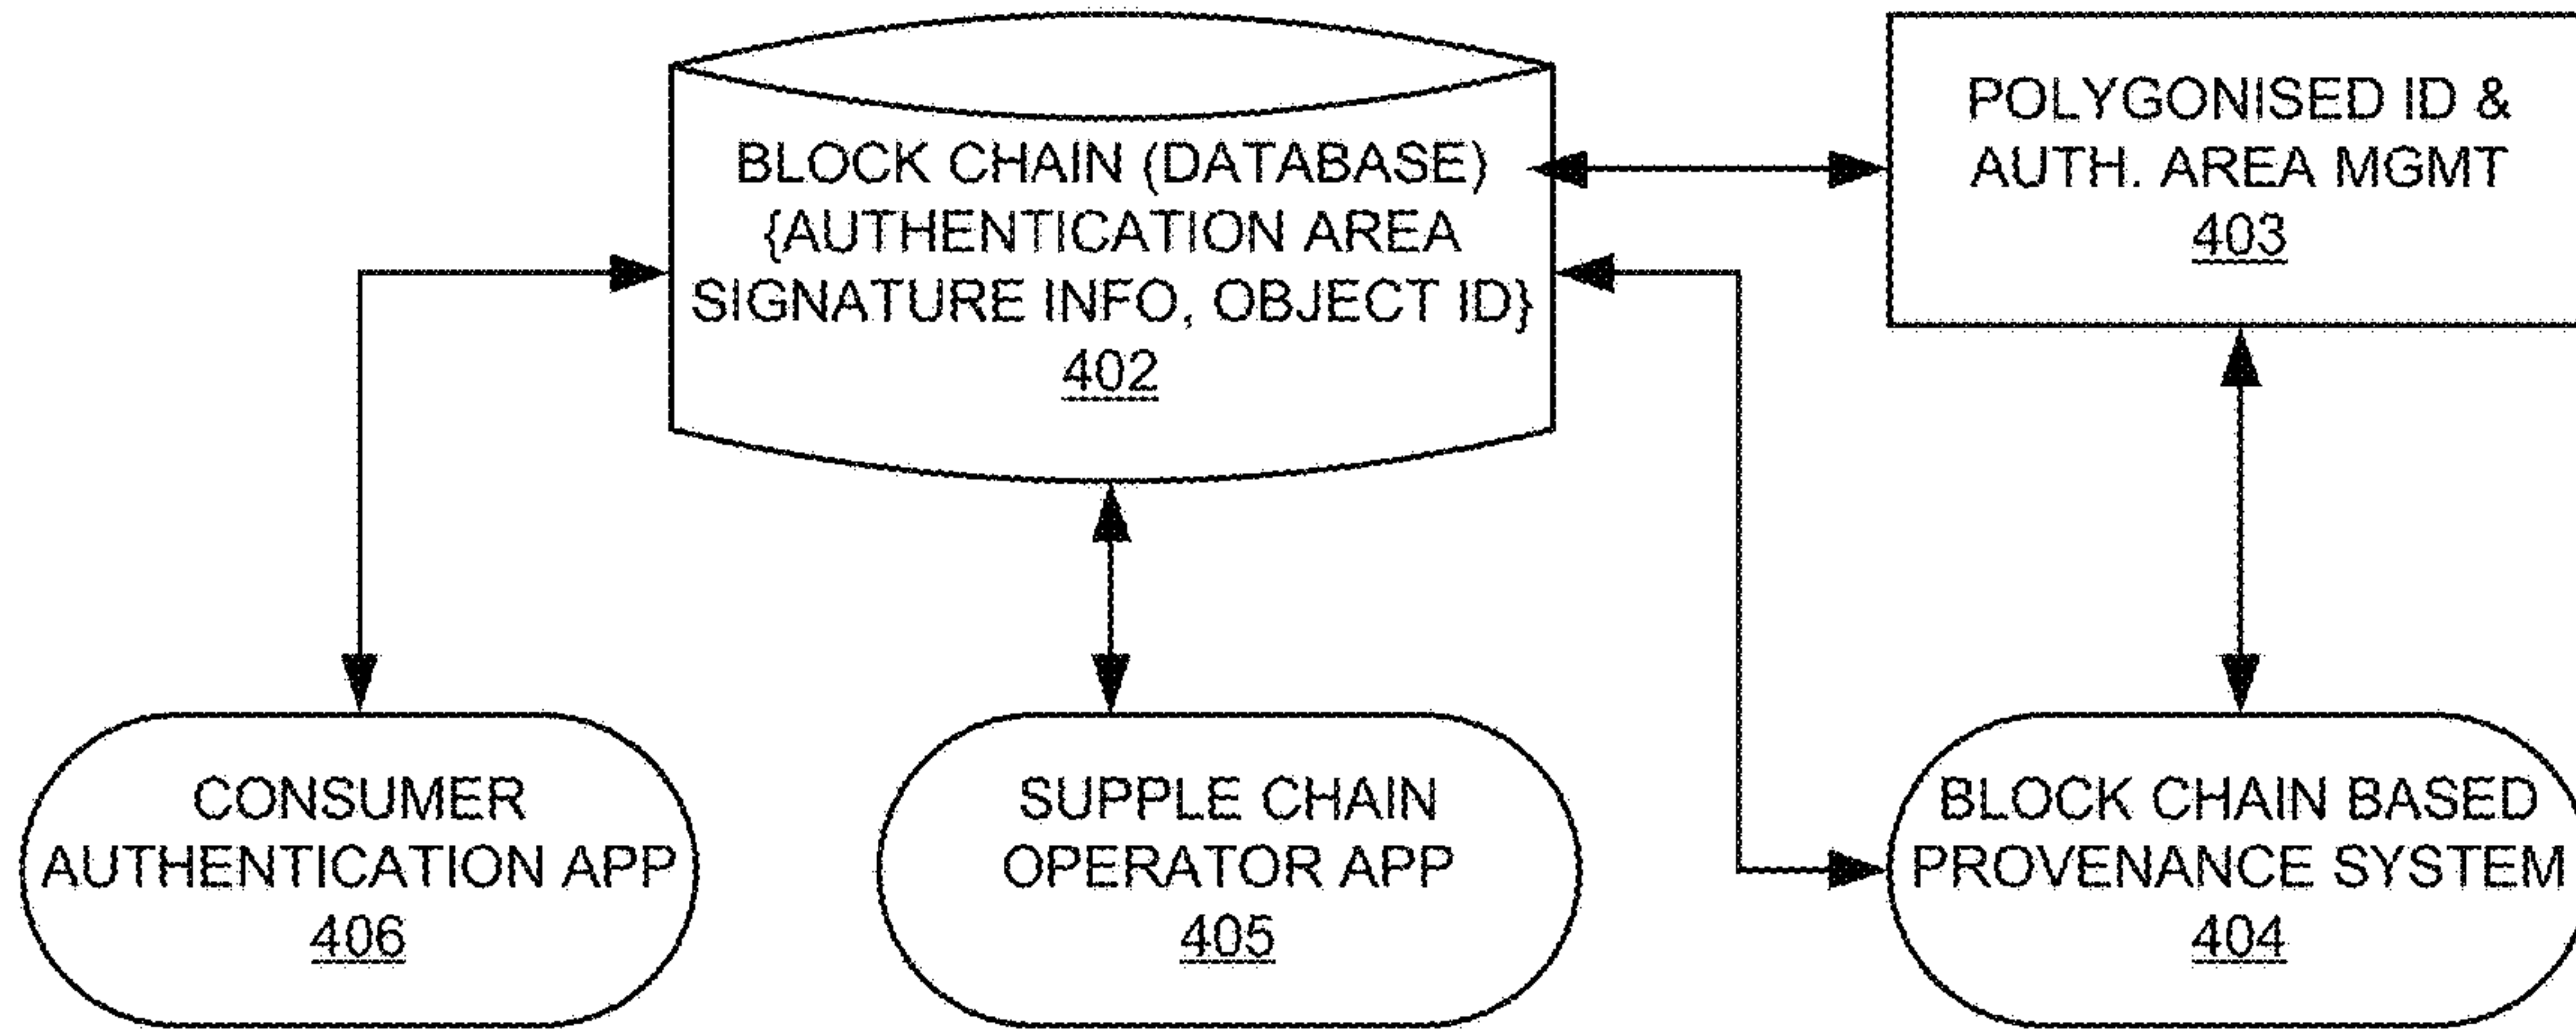 BLOCK CHAIN (DATABASE)
{AUTHENTICATION AREA
SIGNATURE INFO, OBJECT ID}
402
POLYGONISED ID &
AUTH. AREA MGMT
403
CONSUMER
AUTHENTICATION APP
406
SUPPLE CHAIN
OPERATOR APP
405
BLOCK CHAIN BASED
PROVENANCE SYSTEM
404